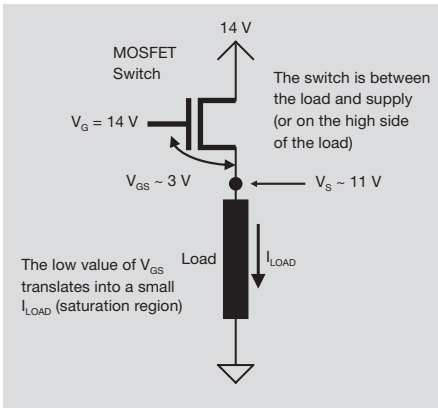 14 V
MOSFET
Switch
The switch is between
the load and supply
(or on the high side
of the load)
V_G = 14 V
V_GS ~ 3 V
V_S ~ 11 V
Load
I_LOAD
The low value of V_GS
translates into a small
I_LOAD (saturation region)